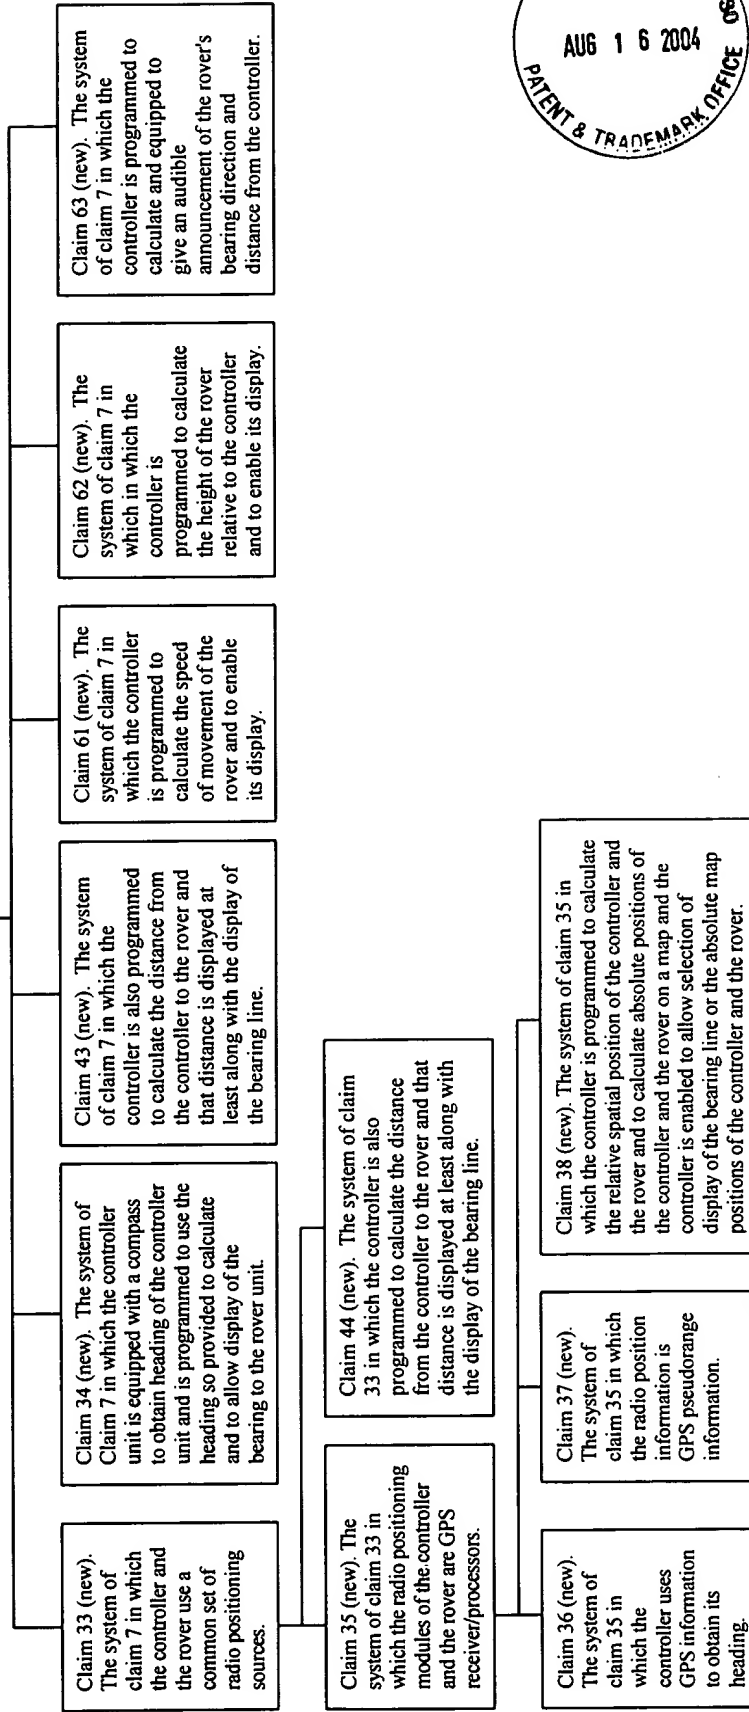 Claim 33 (new).
The system of
claim 7 in which
the controller and
the rover use a
common set of
radio positioning
sources.
Claim 34 (new). The system of
Claim 7 in which the controller
unit is equipped with a compass
to obtain heading of the controller
unit and is programmed to use the
heading so provided to calculate
and to allow display of the
bearing to the rover unit.
Claim 43 (new). The system
of claim 7 in which the
controller is also programmed
to calculate the distance from
the controller to the rover and
that distance is displayed at
least along with the display of
the bearing line.
Claim 61 (new). The
system of claim 7 in
which the controller
is programmed to
calculate the speed
of movement of the
rover and to enable
its display.
Claim 62 (new). The
system of claim 7 in
which in which the
controller is
programmed to calculate
the height of the rover
relative to the controller
and to enable its display.
Claim 63 (new). The system
of claim 7 in which the
controller is programmed to
calculate and equipped to
give an audible
announcement of the rover's
bearing direction and
distance from the controller.
Claim 35 (new). The
system of claim 33 in
which the radio positioning
modules of the controller
and the rover are GPS
receiver/processors.
Claim 44 (new). The system of claim
33 in which the controller is also
programmed to calculate the distance
from the controller to the rover and that
distance is displayed at least along with
the display of the bearing line.
Claim 36 (new).
The system of
claim 35 in
which the
controller uses
GPS information
to obtain its
heading.
Claim 37 (new).
The system of
claim 35 in which
the radio position
information is
GPS pseudorange
information.
Claim 38 (new). The system of claim 35 in
which the controller is programmed to calculate
the relative spatial position of the controller and
the rover and to calculate absolute positions of
the controller and the rover on a map and the
controller is enabled to allow selection of
display of the bearing line or the absolute map
positions of the controller and the rover.
AUG 1 6 2004
PATENT & TRADEMARK OFFICE